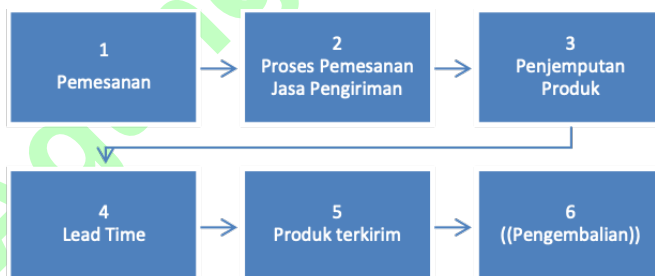 1
Pemesanan
2
Proses Pemesanan
Jasa Pengiriman
3
Penjemputan
Produk
4
Lead Time
5
Produk terkirim
6
((Pengembalian))